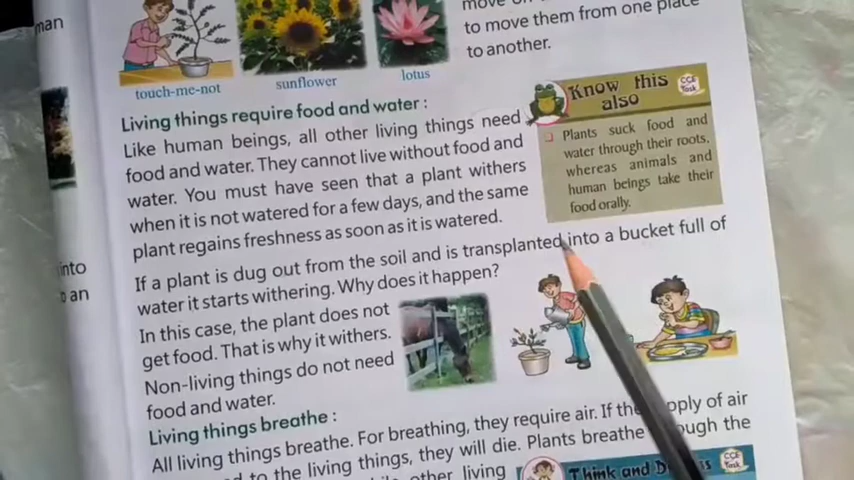 man
move
to move them from one place
to another.
touch-me-not
sunflower
lotus
Living things require food and water :
Like human beings, all other living things need
food and water. They cannot live without food and
water. You must have seen that a plant withers
when it is not watered for a few days, and the same
plant regains freshness as soon as it is watered.
Know this
also
CCE
Task
Plants suck food and
water through their roots.
whereas animals and
human beings take their
food orally.
If a plant is dug out from the soil and is transplanted into a bucket full of
water it starts withering. Why does it happen?
In this case, the plant does not
get food. That is why it withers.
Non-living things do not need
food and water.
into
o an
Living things breathe :
All living things breathe. For breathing, they require air. If the supply of air
to the living things, they will die. Plants breathe through the
other living
Think and
CCE
Task